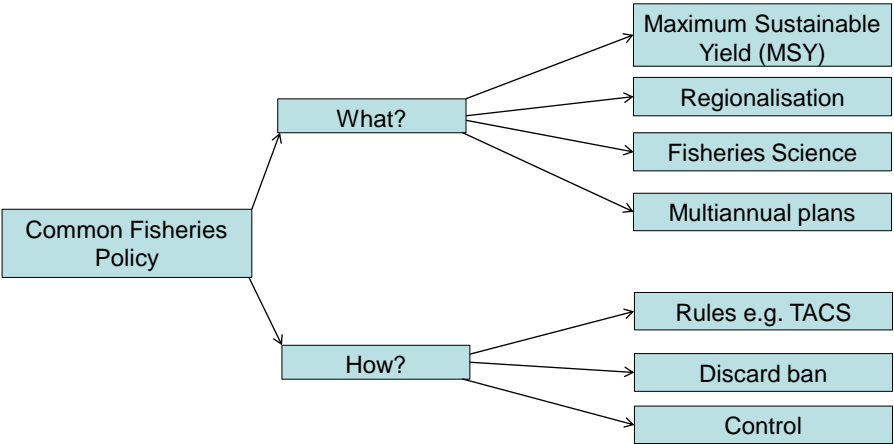 Maximum Sustainable
Yield (MSY)
Regionalisation
What?
Fisheries Science
Multiannual plans
Common Fisheries
Policy
Rules e.g. TACS
How?
Discard ban
Control